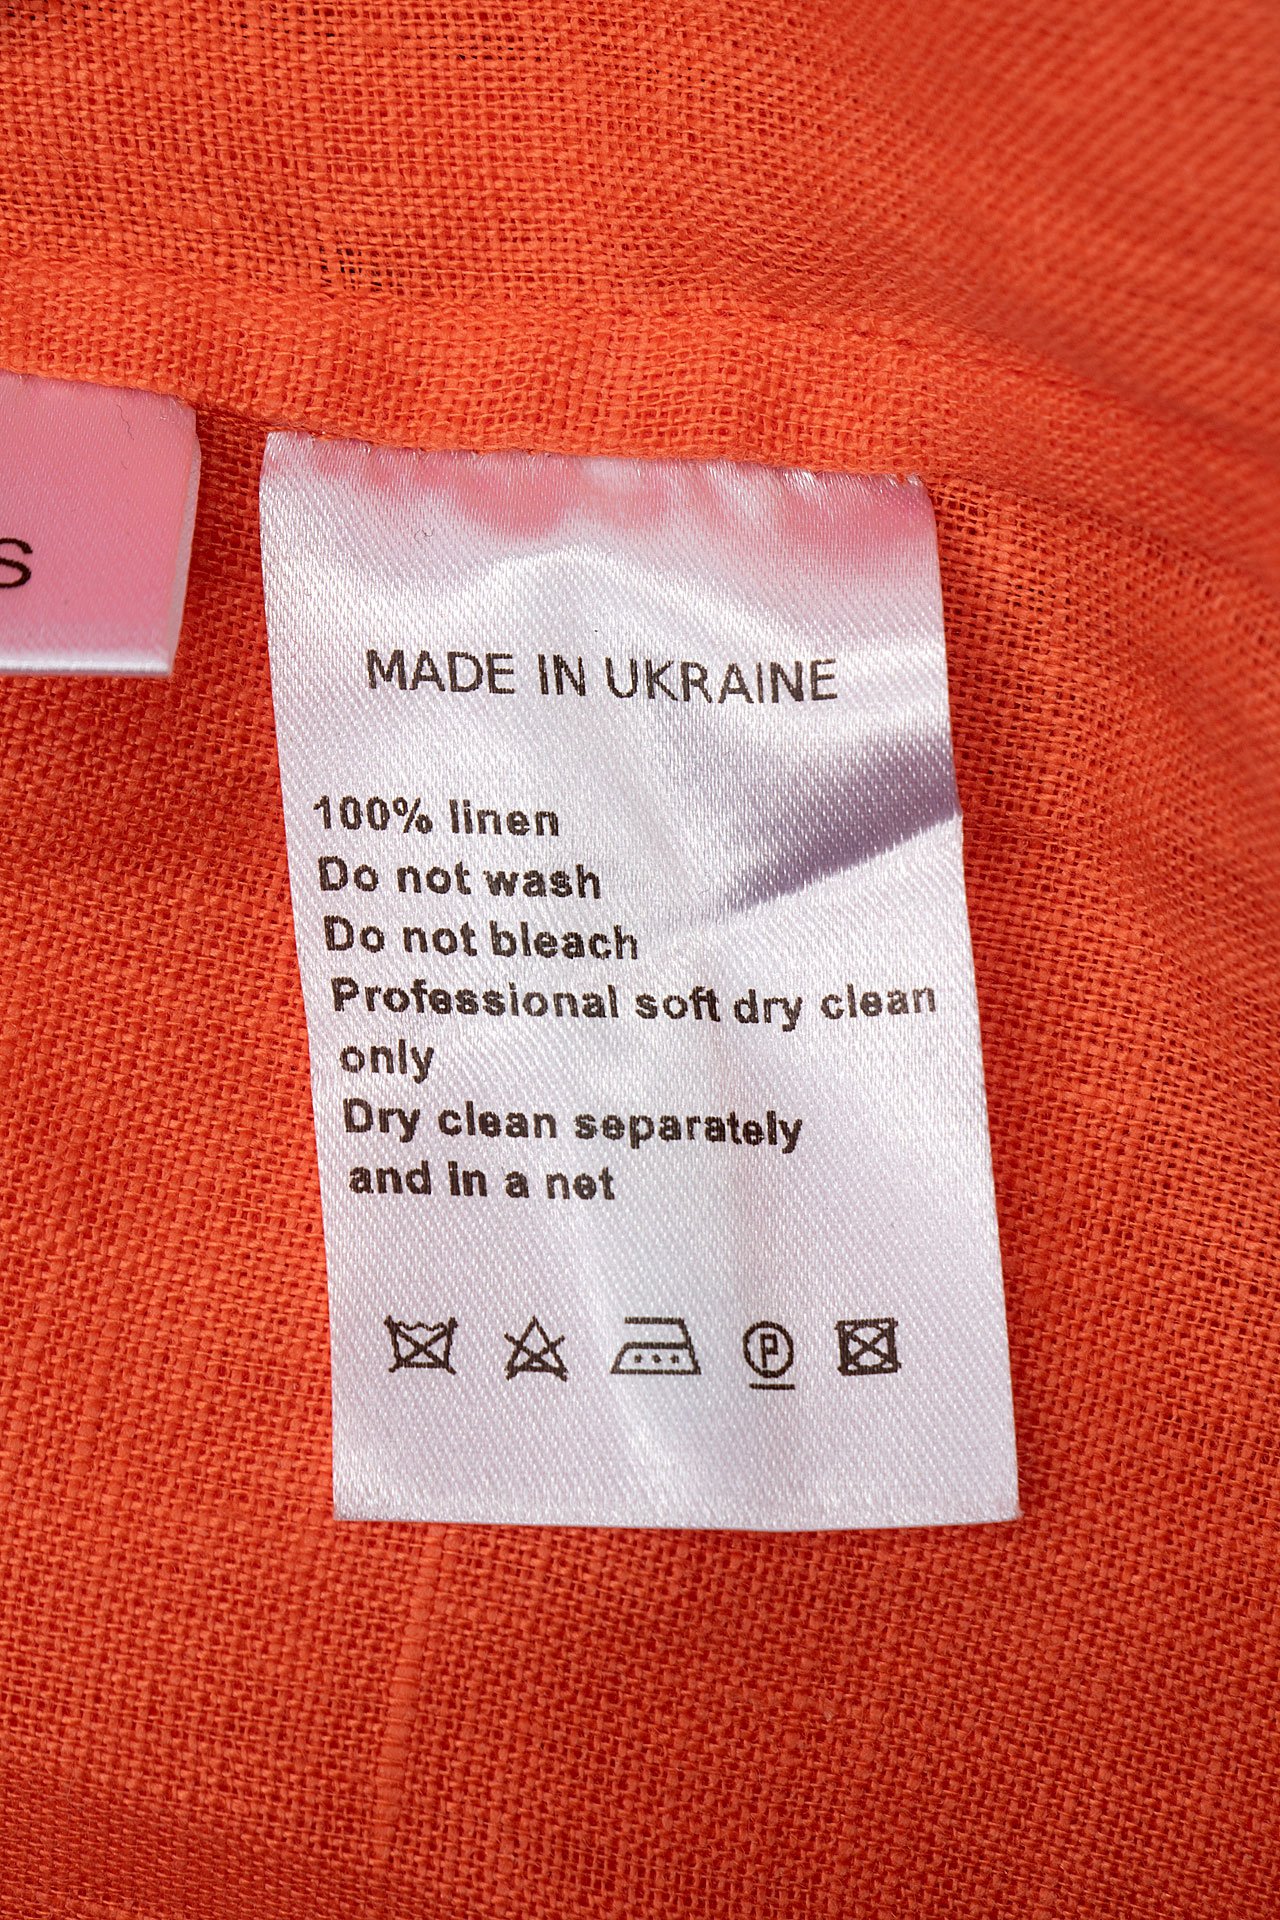 S
MADE IN UKRAINE
100% linen
Do not wash
Do not bleach
Professional soft dry clean
only
Dry clean separately
and in a net
P